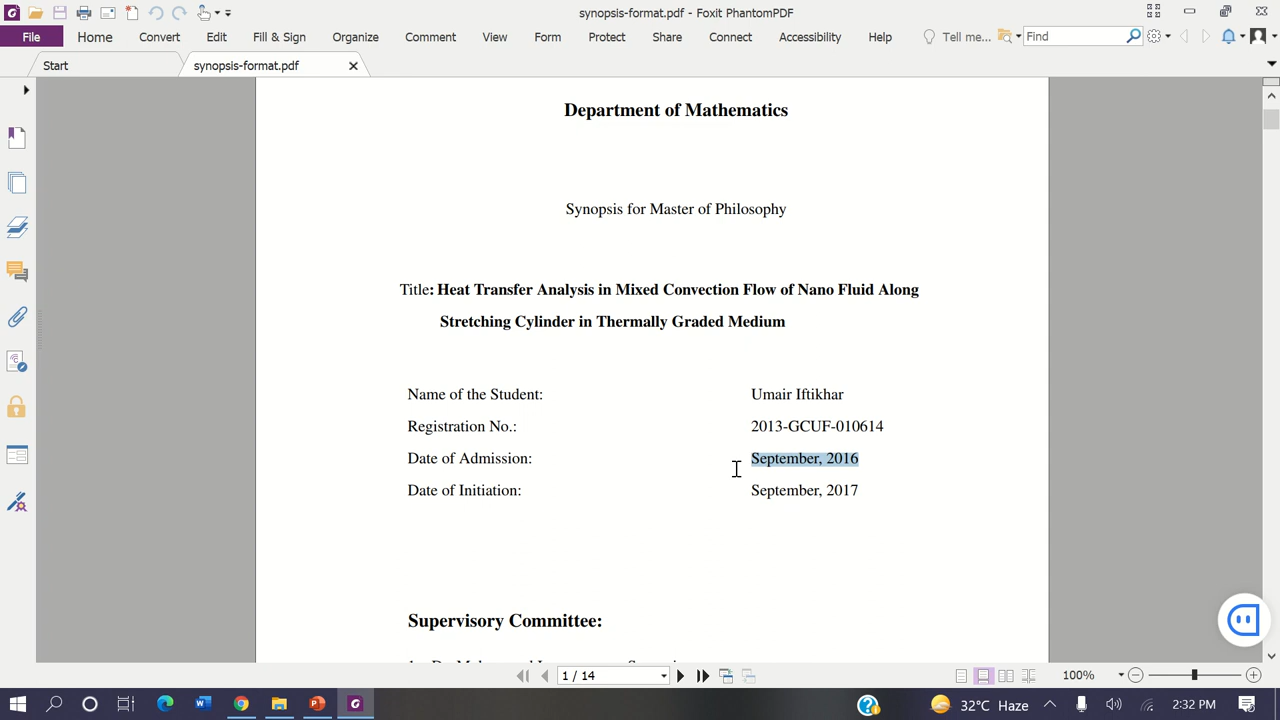 synopsis-format.pdf - Foxit PhantomPDF
File Home Convert Edit Fill & Sign Organize Comment View Form Protect Share Connect Accessibility Help Tell me... Find
Start synopsis-format.pdf
Department of Mathematics
Synopsis for Master of Philosophy
Title: Heat Transfer Analysis in Mixed Convection Flow of Nano Fluid Along
Stretching Cylinder in Thermally Graded Medium
Name of the Student: Umair Iftikhar
Registration No.: 2013-GCUF-010614
Date of Admission: September, 2016
Date of Initiation: September, 2017
Supervisory Committee:
1 / 14 100%
32°C Haze 2:32 PM